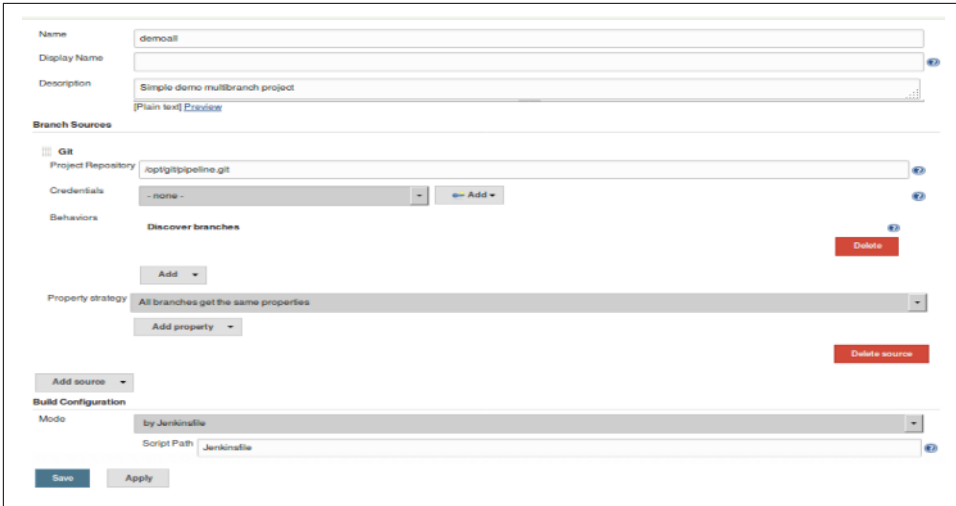 Name demoall
Display Name
Description Simple demo multibranch project
[Plain text] Preview
Branch Sources
Git
Project Repository /opt/git/pipeline.git
Credentials - none - Add
Behaviors
Discover branches
Delete
Add
Property strategy All branches get the same properties
Add property
Delete source
Add source
Build Configuration
Mode by Jenkinsfile
Script Path Jenkinsfile
Save Apply